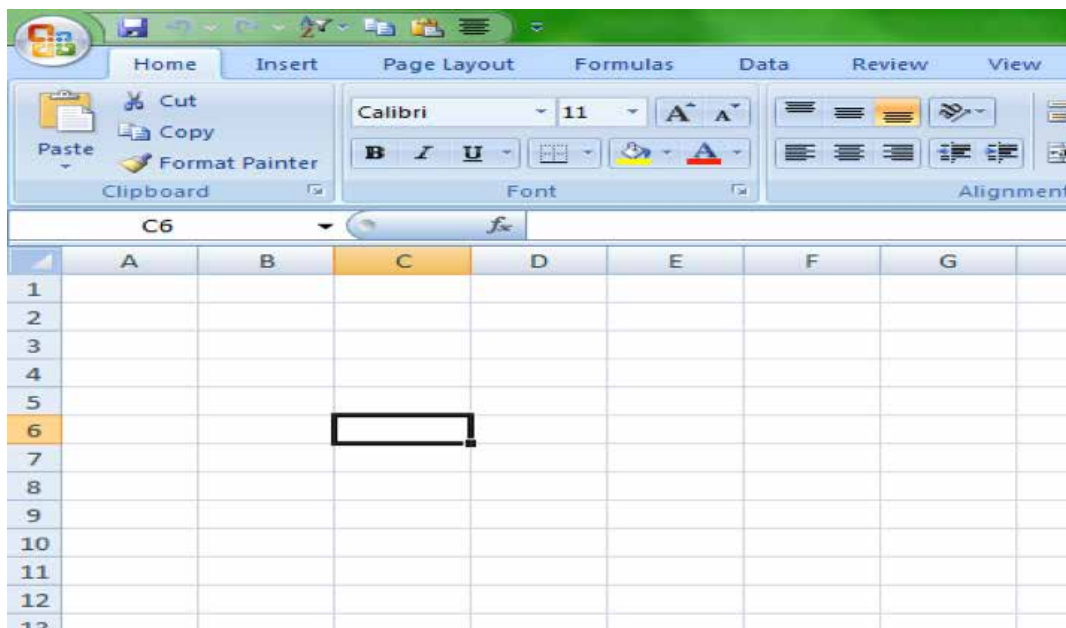 Home Insert Page Layout Formulas Data Review View
Cut
Copy
Paste
Format Painter
Calibri 11 A A
B I U A
Clipboard Font Alignment
C6 fx
A B C D E F G
1
2
3
4
5
6
7
8
9
10
11
12